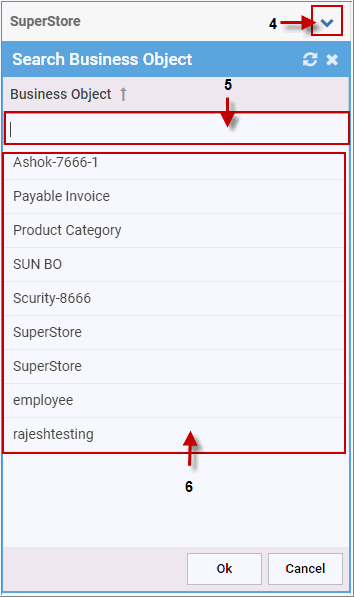 SuperStore 4
Search Business Object
Business Object ↑ 5
Ashok-7666-1
Payable Invoice
Product Category
SUN BO
Scurity-8666
SuperStore
SuperStore
employee
rajeshtesting
6
Ok Cancel